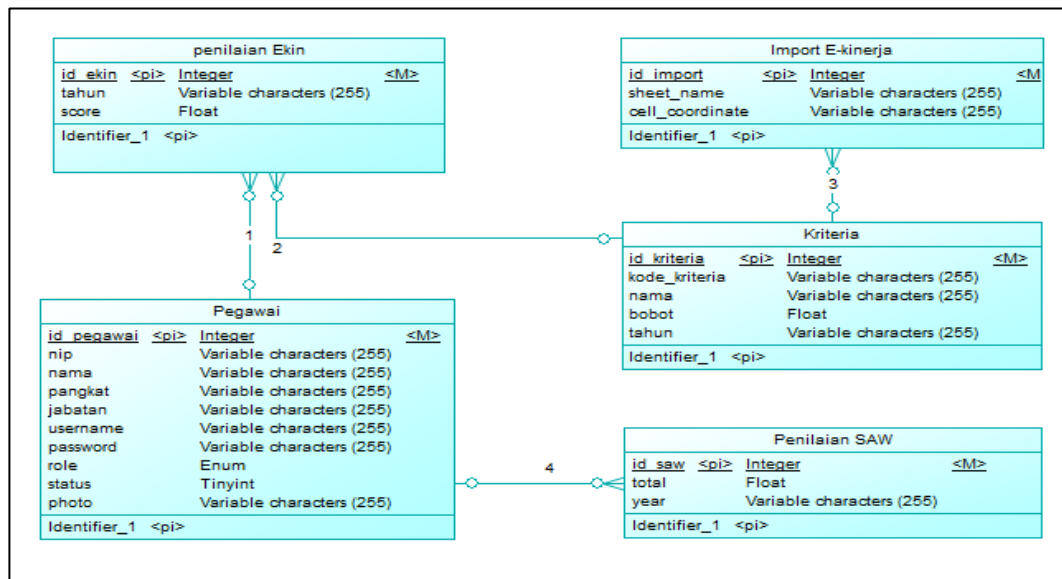 penilaian Ekin
id_ekin <pi> Integer <M>
tahun Variable characters (255)
score Float
Identifier_1 <pi>
Import E-kinerja
id_import <pi> Integer <M
sheet_name Variable characters (255)
cell_coordinate Variable characters (255)
Identifier_1 <pi>
1
2
3
Kriteria
id_kriteria <pi> Integer <M>
kode_kriteria Variable characters (255)
nama Variable characters (255)
bobot Float
tahun Variable characters (255)
Identifier_1 <pi>
Pegawai
id_pegawai <pi> Integer <M>
nip Variable characters (255)
nama Variable characters (255)
pangkat Variable characters (255)
jabatan Variable characters (255)
username Variable characters (255)
password Variable characters (255)
role Enum
status Tinyint
photo Variable characters (255)
Identifier_1 <pi>
4
Penilaian SAW
id_saw <pi> Integer <M>
total Float
year Variable characters (255)
Identifier_1 <pi>